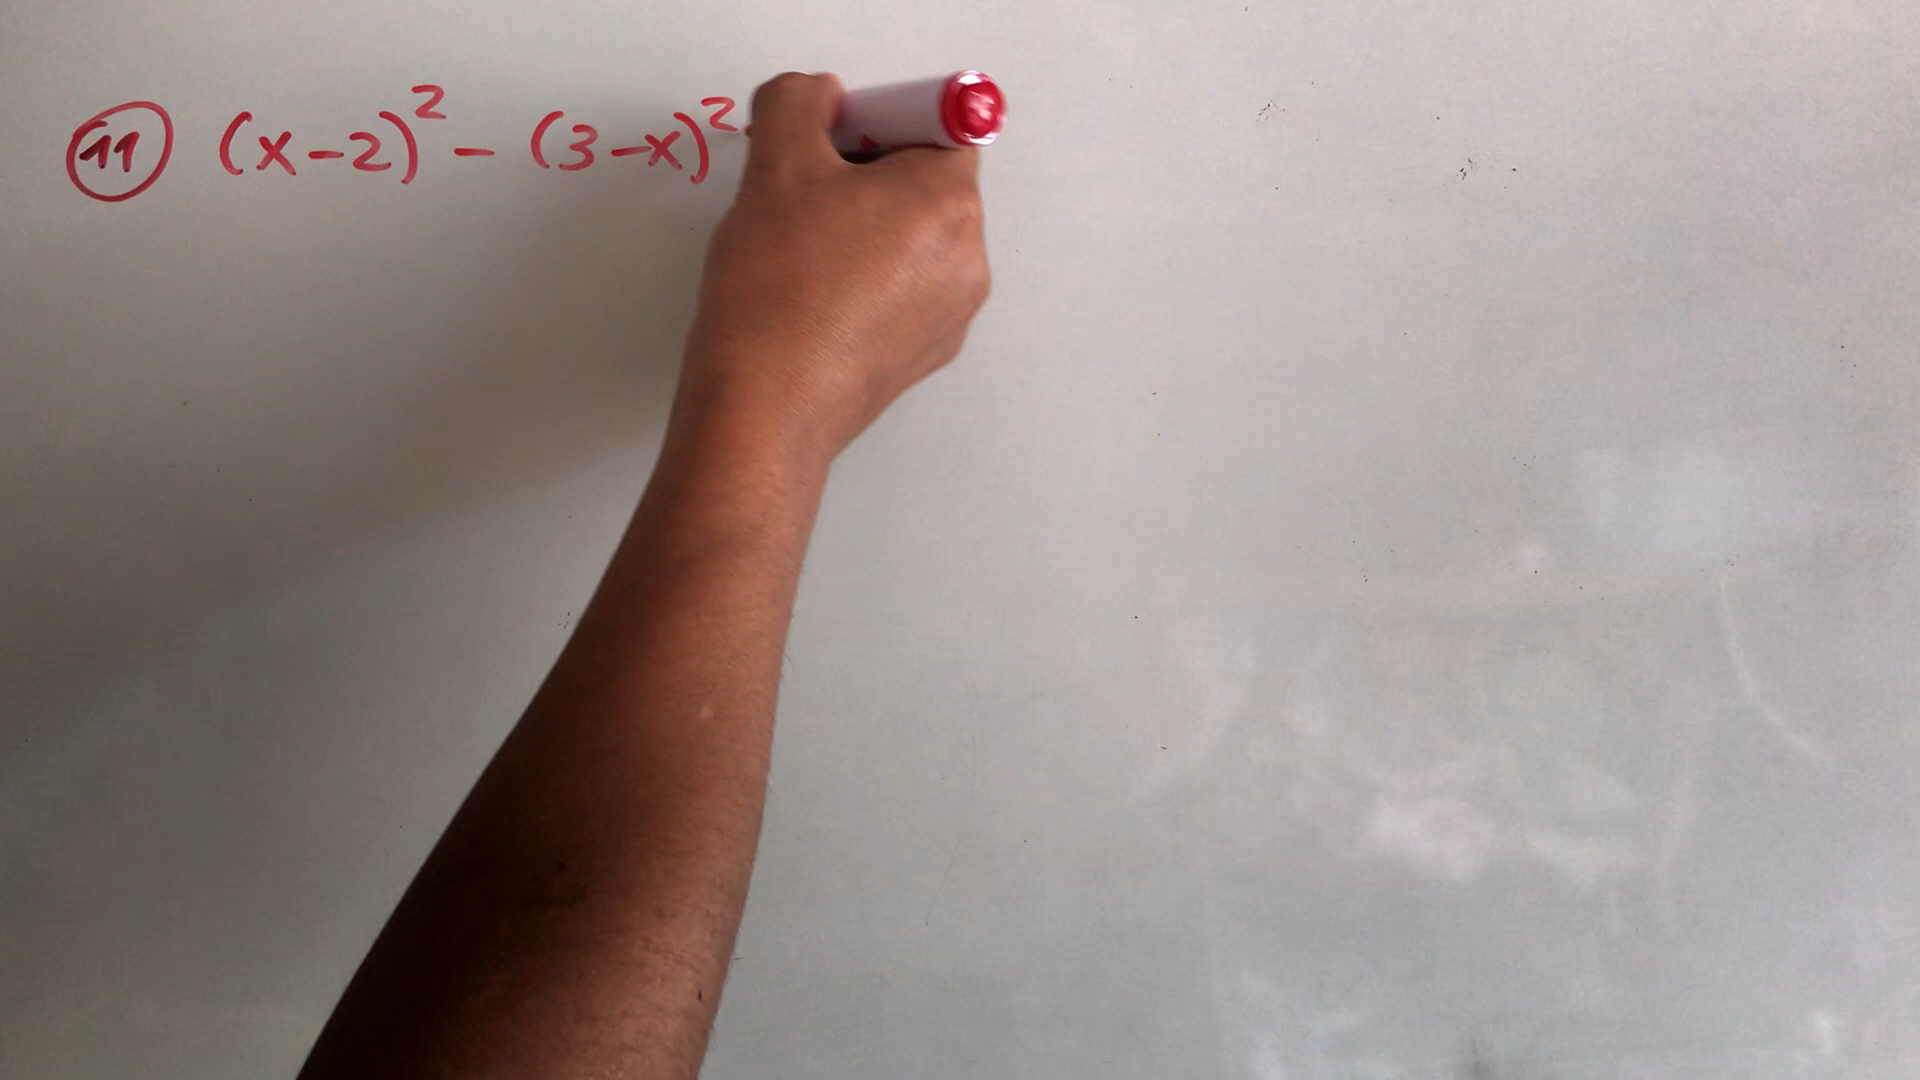 11 (x-2)² - (3-x)²